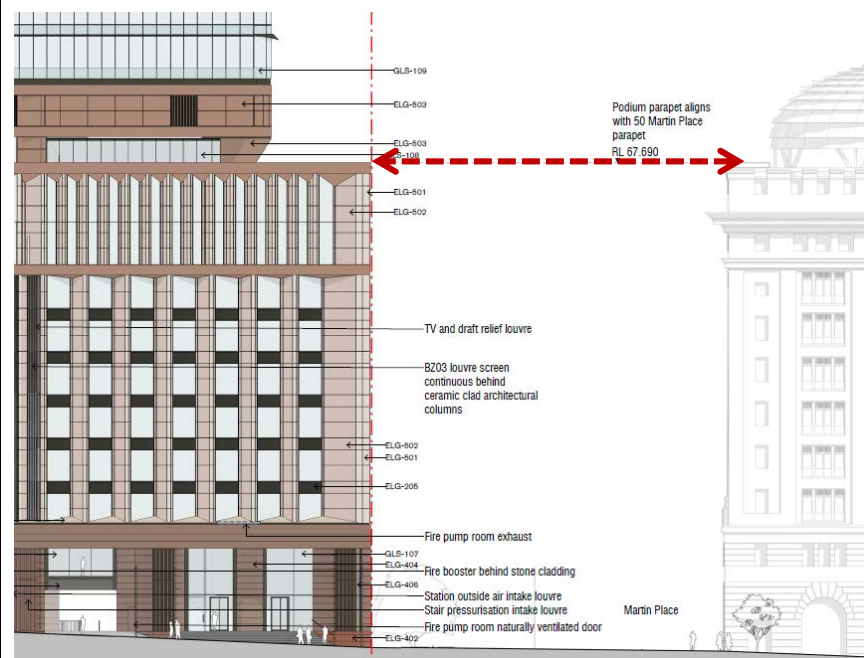 GLS-109
ELG-503
Podium parapet aligns
with 50 Martin Place
parapet
RL 67.690
ELG-503
LS-108
ELG-501
ELG-502
TV and draft relief louvre
BZ03 louvre screen
continuous behind
ceramic clad architectural
columns
ELG-502
ELG-501
ELG-205
Fire pump room exhaust
GLS-107
ELG-404
Fire booster behind stone cladding
ELG-406
Station outside air intake louvre
Stair pressurisation intake louvre
Martin Place
Fire pump room naturally ventilated door
ELG-402